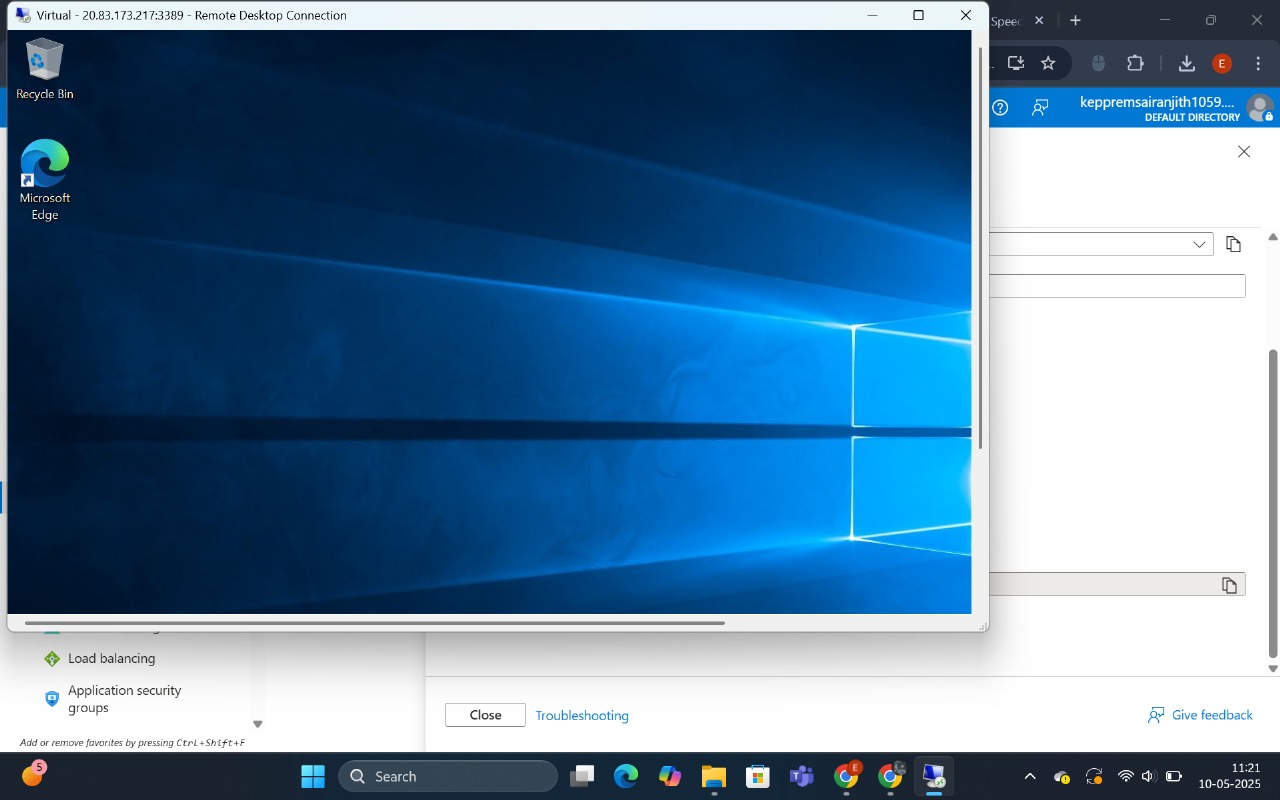 Virtual - 20.83.173.217:3389 - Remote Desktop Connection
Speed
Recycle Bin
Microsoft
Edge
E
keppremsairanjith1059....
DEFAULT DIRECTORY
Load balancing
Application security
groups
Add or remove favorites by pressing Ctrl+Shift+F
Close
Troubleshooting
Give feedback
5
Search
E
11:21
10-05-2025